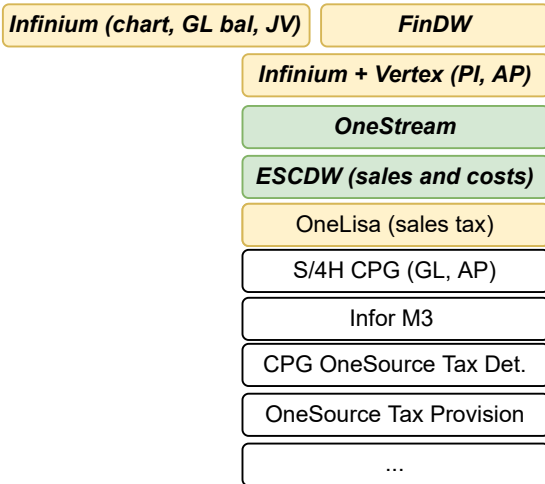 Infinium (chart, GL bal, JV)
FinDW
Infinium + Vertex (PI, AP)
OneStream
ESCDW (sales and costs)
OneLisa (sales tax)
S/4H CPG (GL, AP)
Infor M3
CPG OneSource Tax Det.
OneSource Tax Provision
...